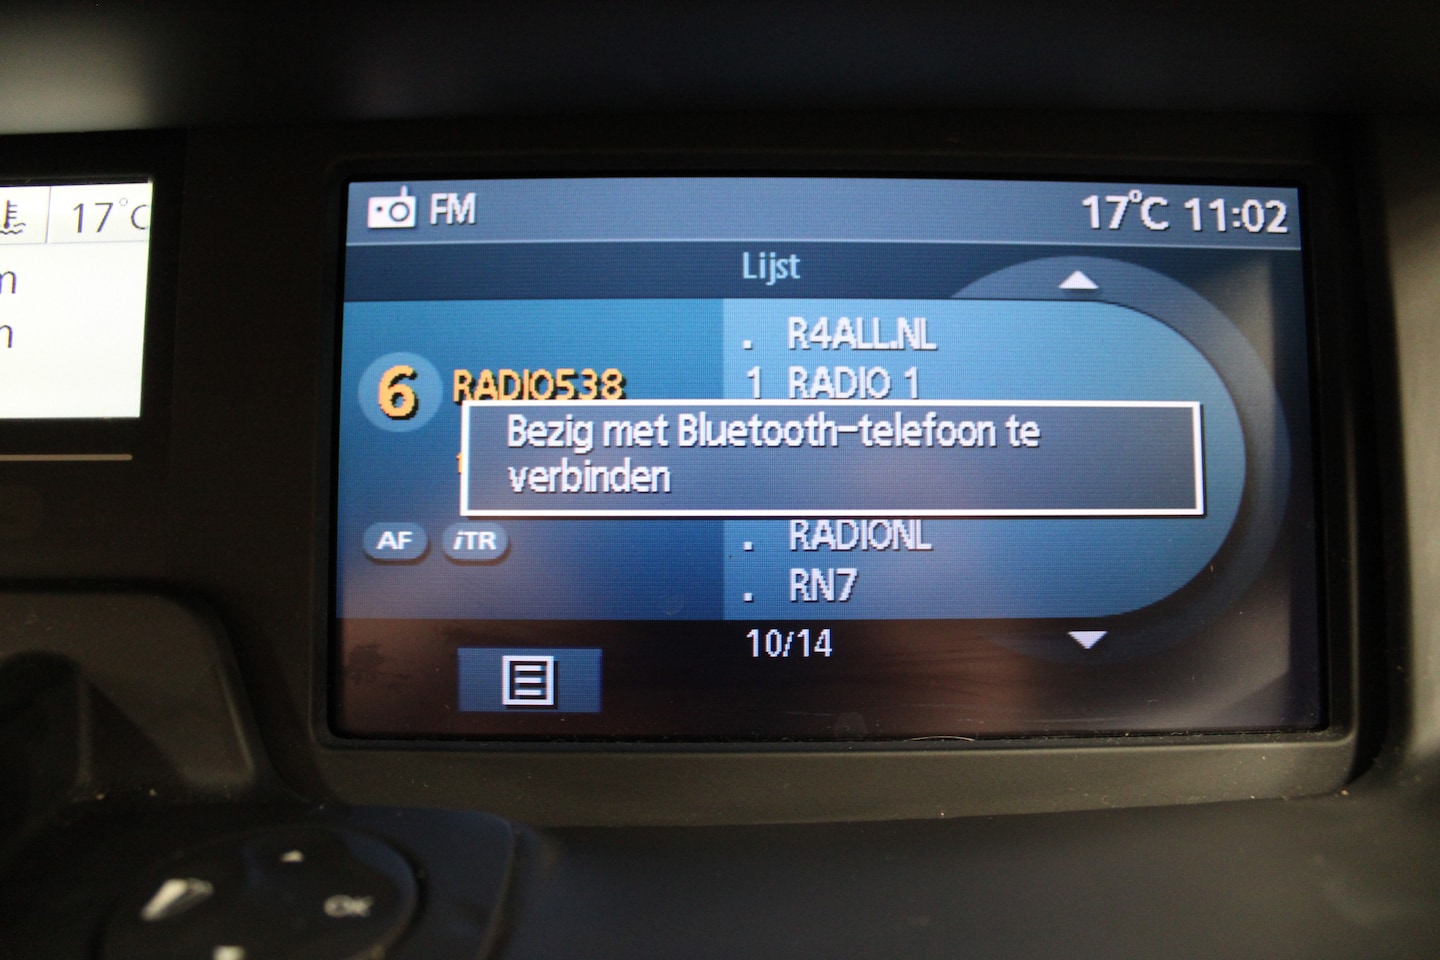 17°C
FM
17°C 11:02
Lijst
6 RADIO538
. R4ALL.NL
1 RADIO 1
Bezig met Bluetooth-telefoon te
verbinden
AF
iTR
. RADIONL
. RN7
10/14
OK